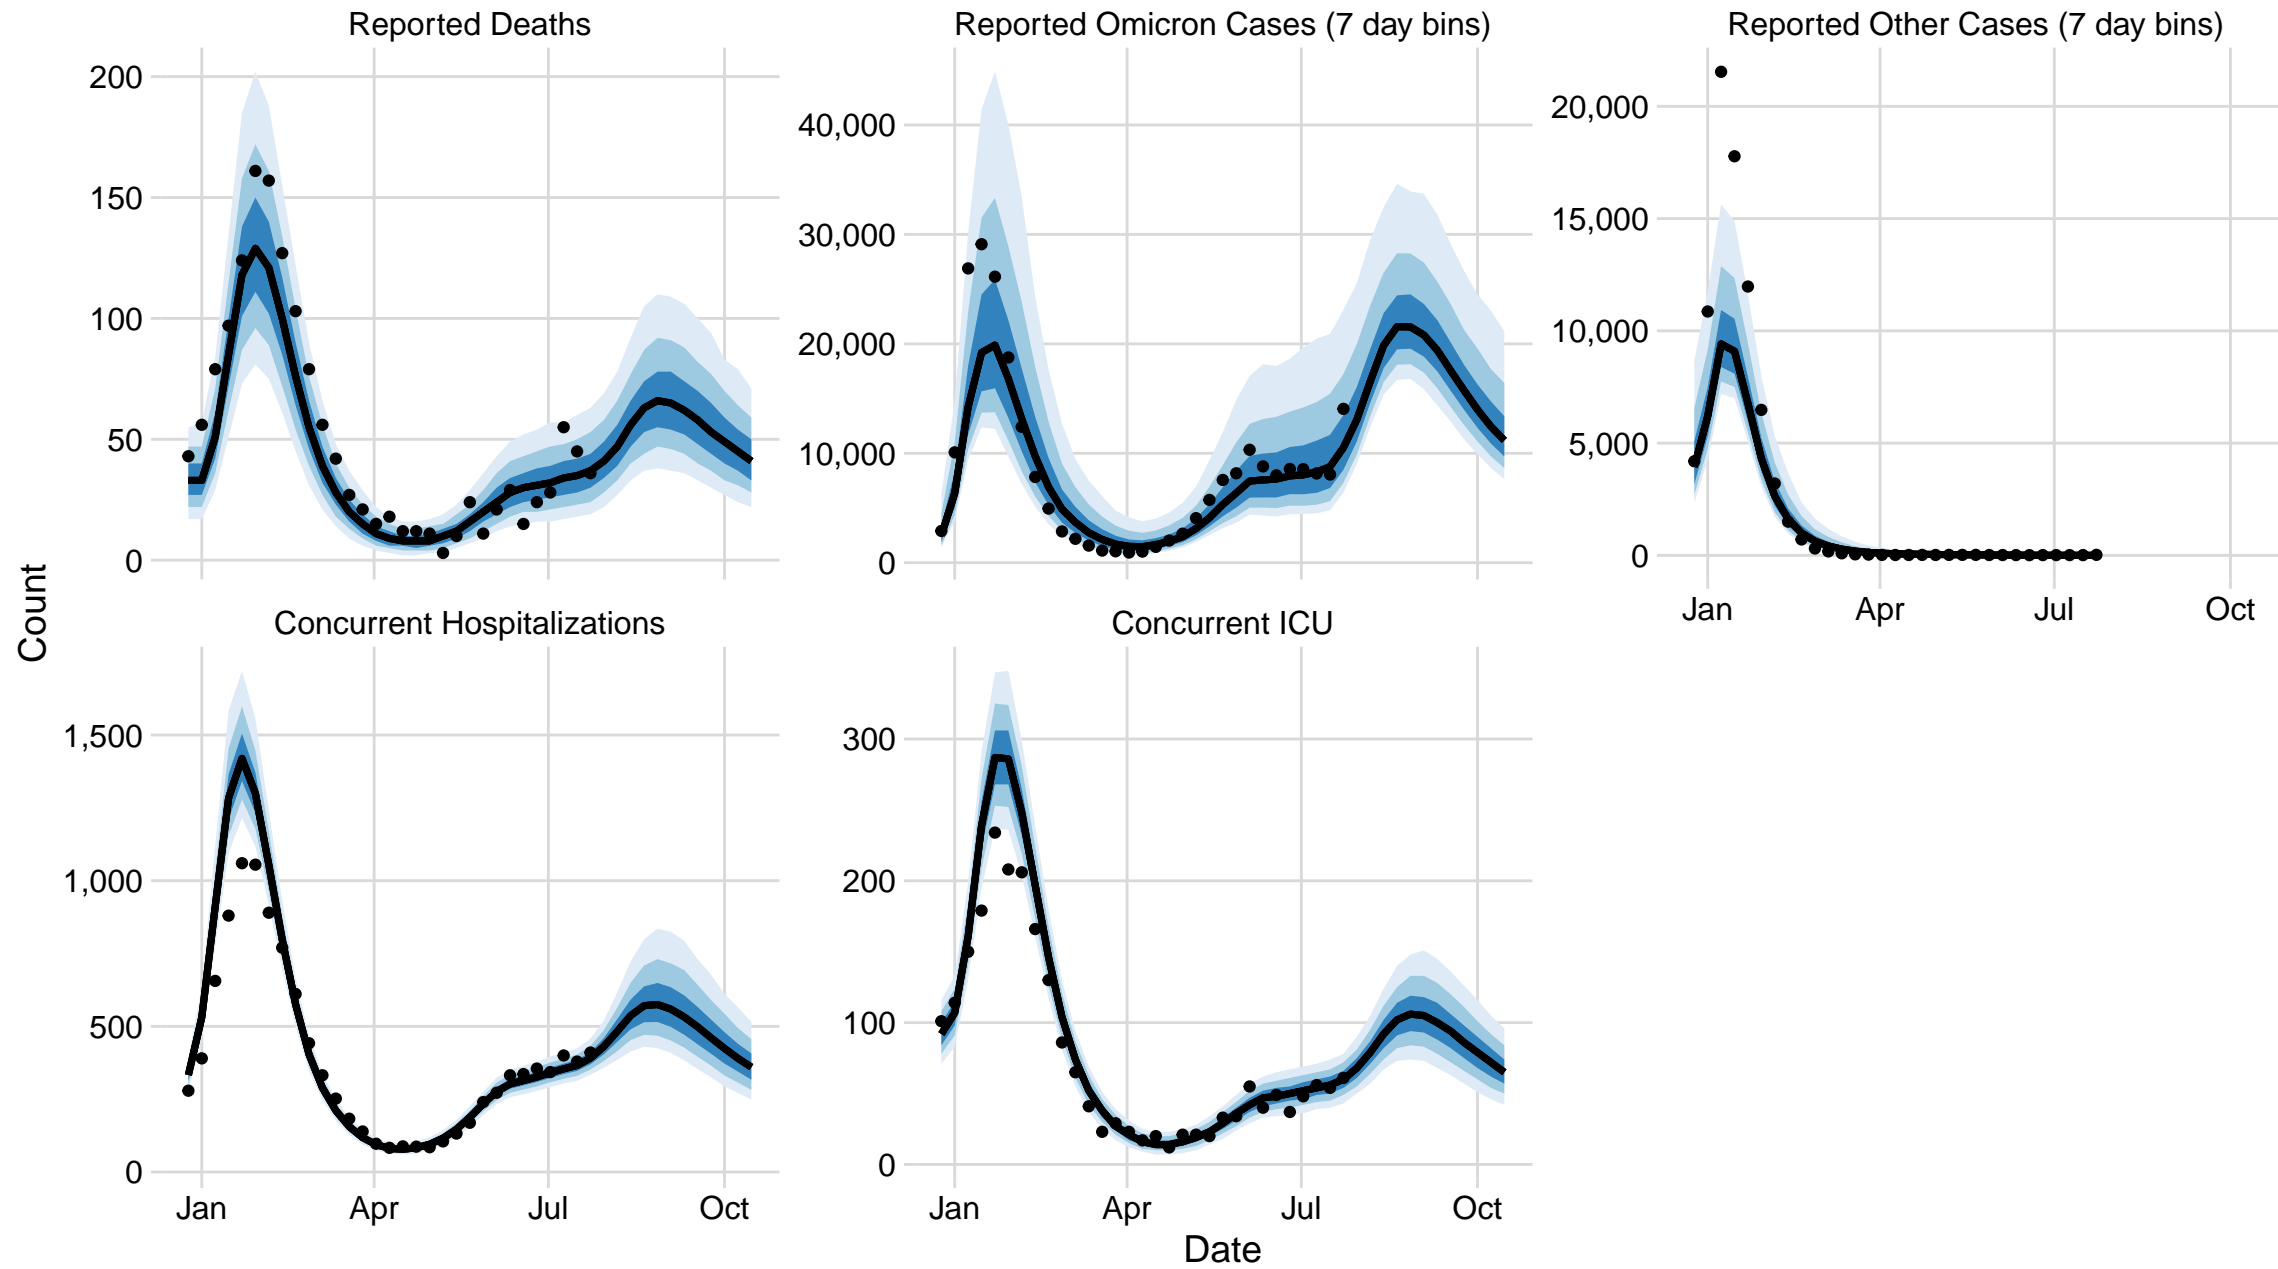 Reported Deaths
Reported Omicron Cases (7 day bins)
Reported Other Cases (7 day bins)
200
150
100
50
0
40,000
30,000
20,000
10,000
0
20,000
15,000
10,000
5,000
0
Jan Apr Jul Oct
Count
Concurrent Hospitalizations
Concurrent ICU
1,500
1,000
500
0
300
200
100
0
Jan Apr Jul Oct
Jan Apr Jul Oct
Date